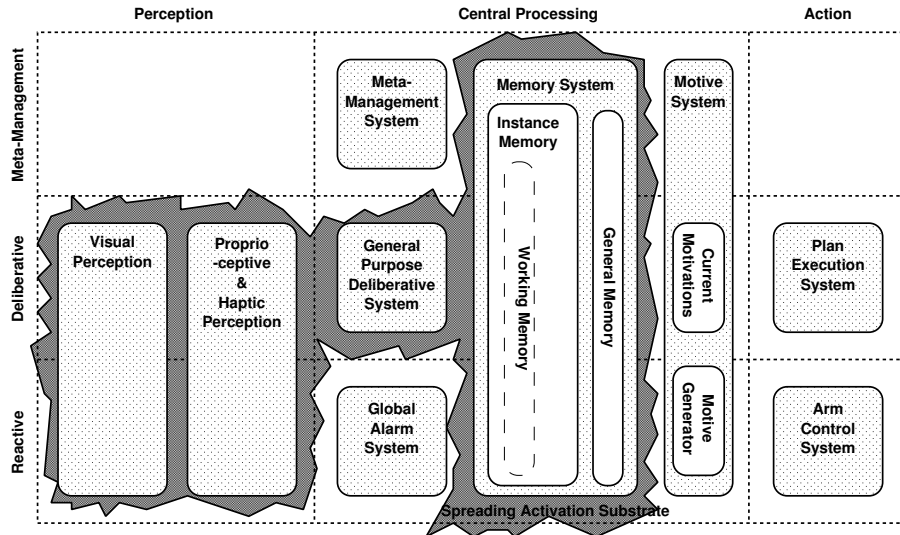 Perception
Central Processing
Action
Meta-Management
Deliberative
Reactive
Meta-
Management
System
Memory System
Instance
Memory
Working Memory
General Memory
Motive
System
Visual
Perception
Proprio
-ceptive
&
Haptic
Perception
General
Purpose
Deliberative
System
Current
Motivations
Plan
Execution
System
Global
Alarm
System
Motive
Generator
Arm
Control
System
Spreading Activation Substrate